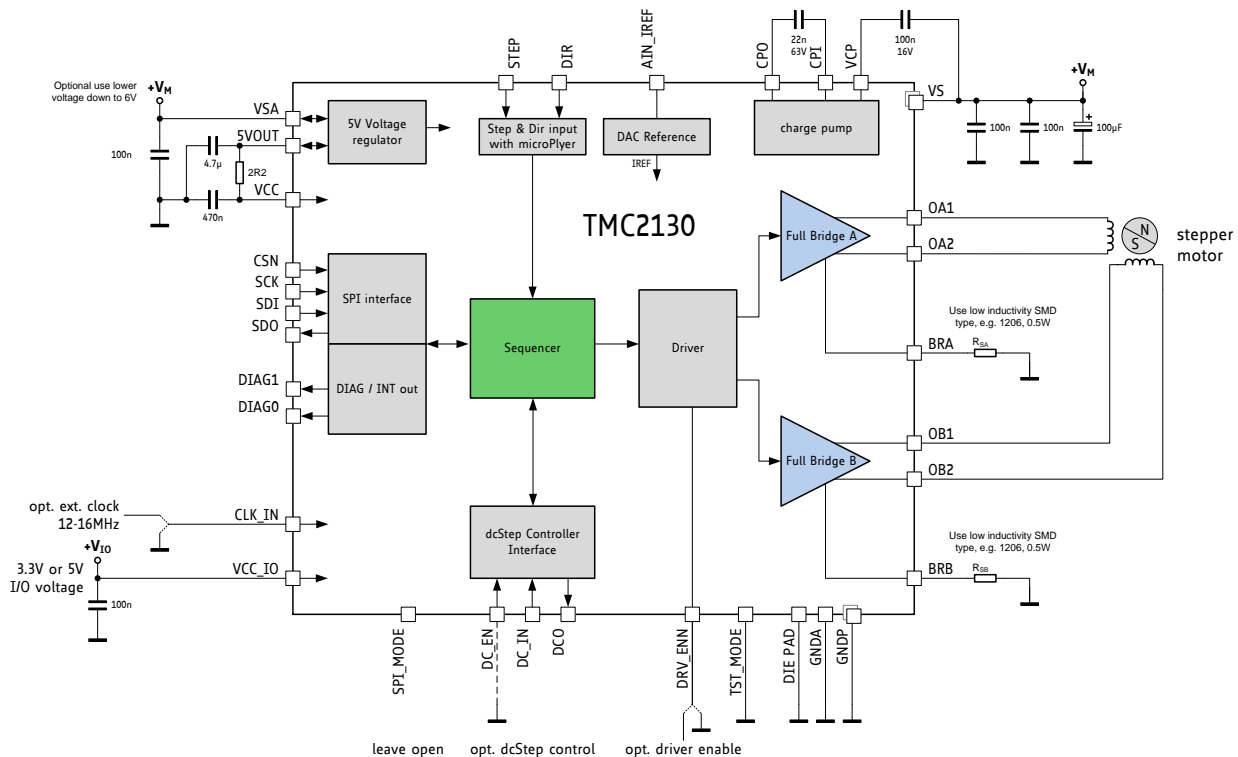 STEP
DIR
AIN_IREF
CPO
22n
63V
CPI
VCP
100n
16V
Optional use lower
voltage down to 6V
+VM
VSA
5VOUT
100n
4.7µ
2R2
VCC
470n
5V Voltage
regulator
Step & Dir input
with microPlyer
DAC Reference
IREF
charge pump
VS
+VM
100n
100n
+
100µF
TMC2130
Full Bridge A
OA1
OA2
N
S
stepper
motor
CSN
SCK
SDI
SDO
SPI interface
DIAG1
DIAG0
DIAG / INT out
Sequencer
Driver
Use low inductivity SMD
type, e.g. 1206, 0.5W
BRA
RSA
Full Bridge B
OB1
OB2
opt. ext. clock
12-16MHz
CLK_IN
+VIO
3.3V or 5V
I/O voltage
VCC_IO
100n
dcStep Controller
Interface
Use low inductivity SMD
type, e.g. 1206, 0.5W
BRB
RSB
SPI_MODE
DC_EN
DC_IN
DCO
DRV_ENN
TST_MODE
DIE PAD
GNDA
GNDP
leave open
opt. dcStep control
opt. driver enable